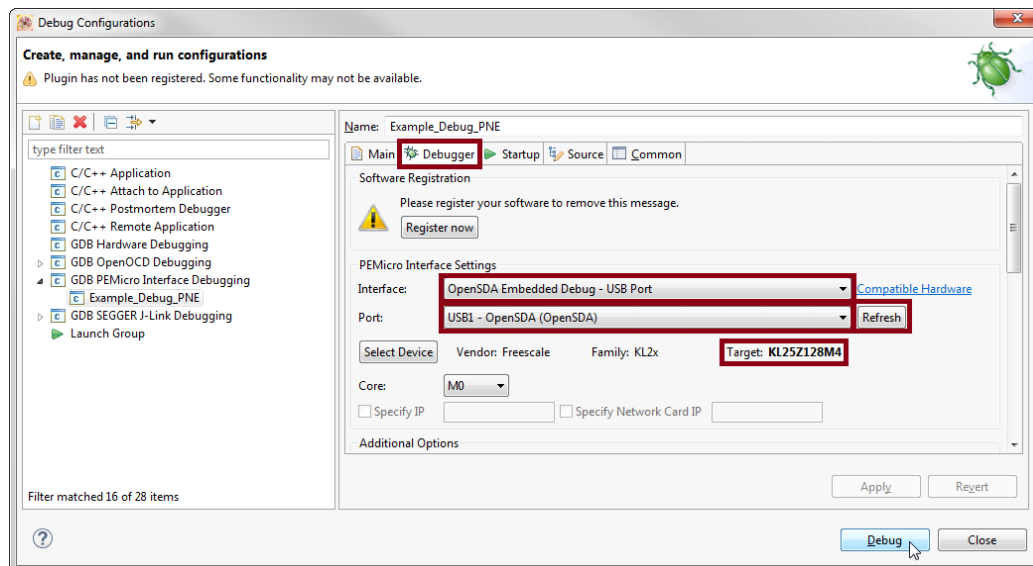 Debug Configurations
Create, manage, and run configurations
Plugin has not been registered. Some functionality may not be available.
type filter text
C/C++ Application
C/C++ Attach to Application
C/C++ Postmortem Debugger
C/C++ Remote Application
GDB Hardware Debugging
GDB OpenOCD Debugging
GDB PEMicro Interface Debugging
Example_Debug_PNE
GDB SEGGER J-Link Debugging
Launch Group
Filter matched 16 of 28 items
Name: Example_Debug_PNE
Main Debugger Startup Source Common
Software Registration
Please register your software to remove this message.
Register now
PEMicro Interface Settings
Interface: OpenSDA Embedded Debug - USB Port Compatible Hardware
Port: USB1 - OpenSDA (OpenSDA) Refresh
Select Device Vendor: Freescale Family: KL2x Target: KL25Z128M4
Core: M0
Specify IP Specify Network Card IP
Additional Options
Apply Revert
Debug Close